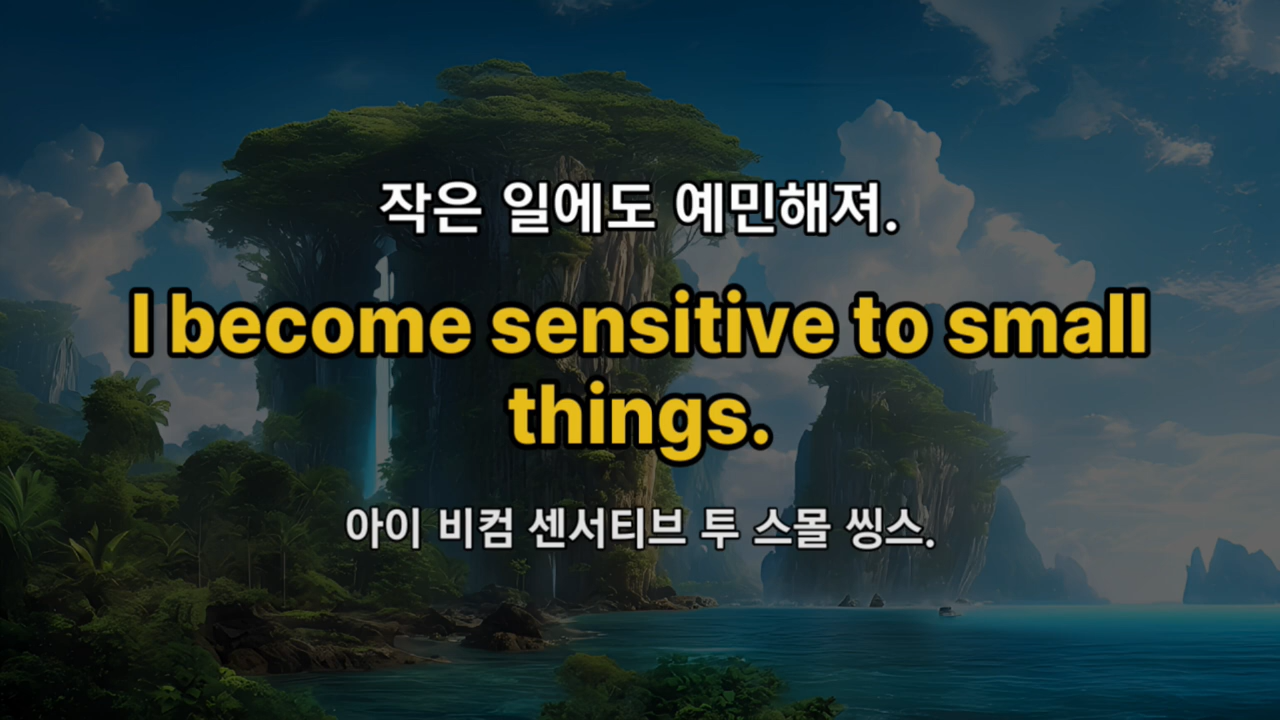 작은 일에도 예민해져.
I become sensitive to small
things.
아이 비컴 센서티브 투 스몰 씽스.